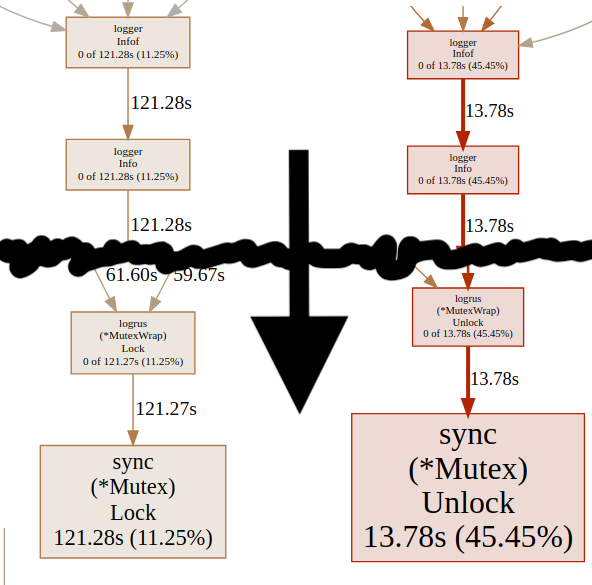 logger
Infof
0 of 121.28s (11.25%)
121.28s
logger
Info
0 of 121.28s (11.25%)
121.28s
61.60s
59.67s
logrus
(*MutexWrap)
Lock
0 of 121.27s (11.25%)
121.27s
sync
(*Mutex)
Lock
121.28s (11.25%)
logger
Infof
0 of 13.78s (45.45%)
13.78s
logger
Info
0 of 13.78s (45.45%)
13.78s
logrus
(*MutexWrap)
Unlock
0 of 13.78s (45.45%)
13.78s
sync
(*Mutex)
Unlock
13.78s (45.45%)